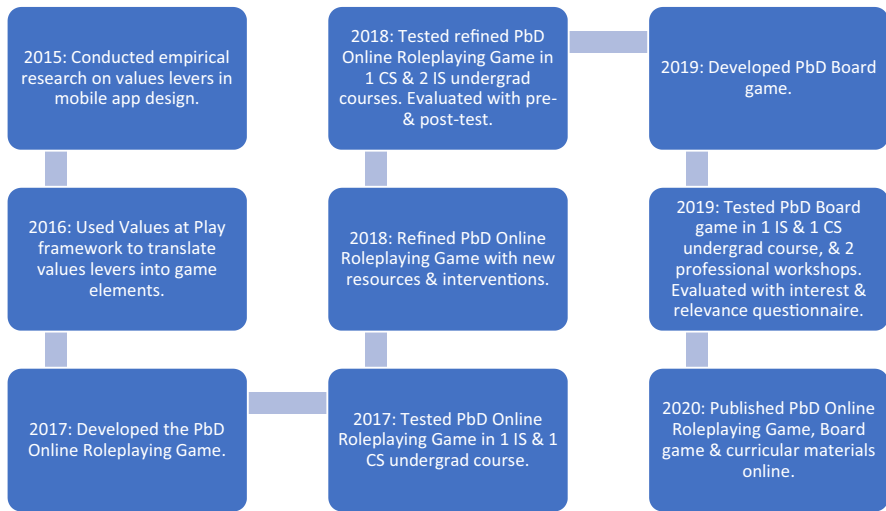 2015: Conducted empirical
research on values levers in
mobile app design.
2016: Used Values at Play
framework to translate
values levers into game
elements.
2017: Developed the PbD
Online Roleplaying Game.
2017: Tested PbD Online
Roleplaying Game in 1 IS & 1
CS undergrad course.
2018: Refined PbD Online
Roleplaying Game with new
resources & interventions.
2018: Tested refined PbD
Online Roleplaying Game in
1 CS & 2 IS undergrad
courses. Evaluated with pre-
& post-test.
2019: Developed PbD Board
game.
2019: Tested PbD Board
game in 1 IS & 1 CS
undergrad course, & 2
professional workshops.
Evaluated with interest &
relevance questionnaire.
2020: Published PbD Online
Roleplaying Game, Board
game & curricular materials
online.